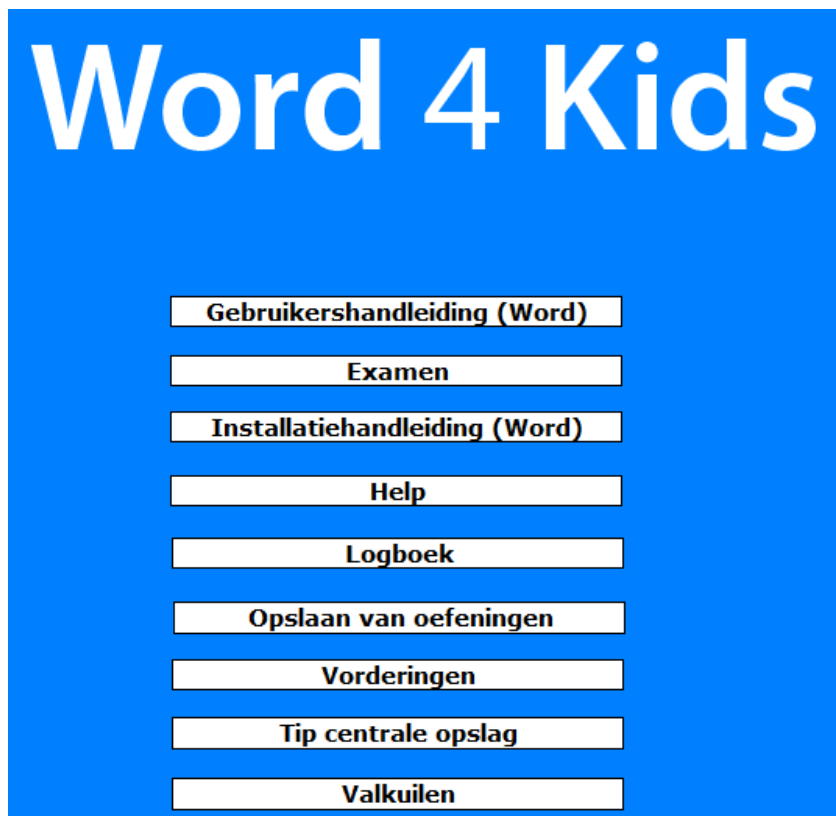 Word 4 Kids
Gebruikershandleiding (Word)
Examen
Installatiehandleiding (Word)
Help
Logboek
Opslaan van oefeningen
Vorderingen
Tip centrale opslag
Valkuilen